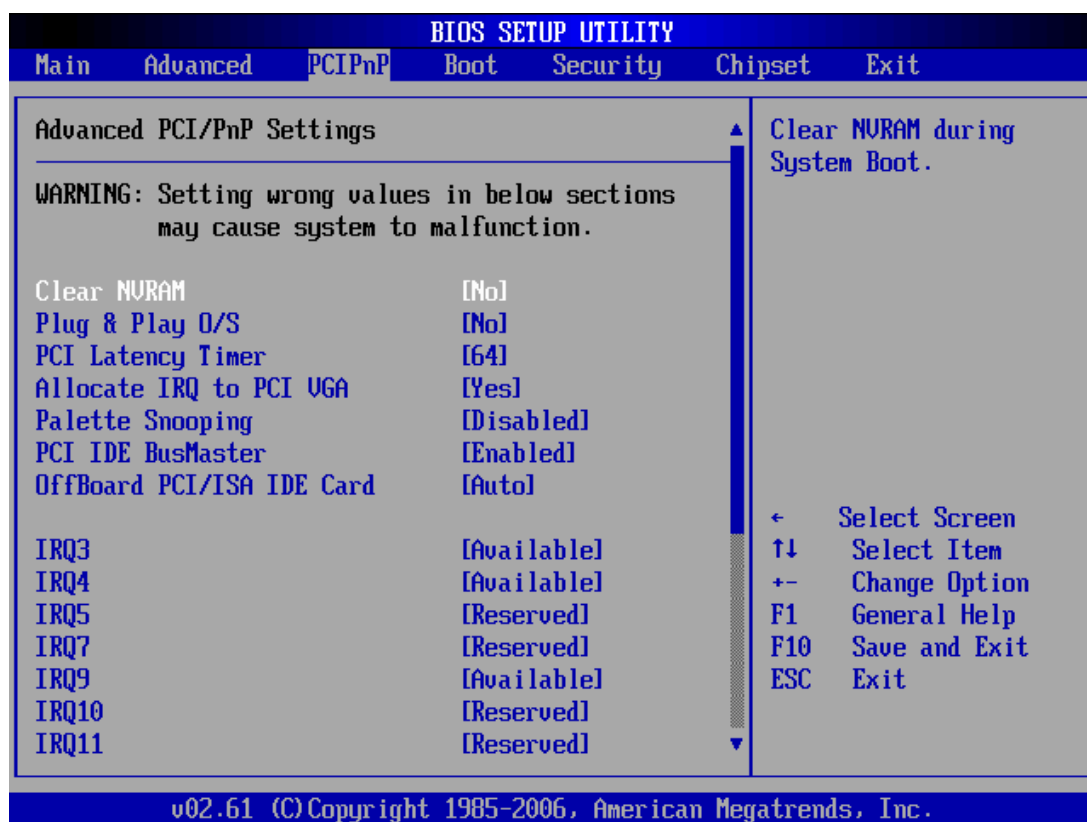 BIOS SETUP UTILITY
Main Advanced PCIPnP Boot Security Chipset Exit
Advanced PCI/PnP Settings
WARNING: Setting wrong values in below sections
may cause system to malfunction.
Clear NVRAM [No]
Plug & Play O/S [No]
PCI Latency Timer [64]
Allocate IRQ to PCI VGA [Yes]
Palette Snooping [Disabled]
PCI IDE BusMaster [Enabled]
OffBoard PCI/ISA IDE Card [Auto]
IRQ3 [Available]
IRQ4 [Available]
IRQ5 [Reserved]
IRQ7 [Reserved]
IRQ9 [Available]
IRQ10 [Reserved]
IRQ11 [Reserved]
Clear NVRAM during
System Boot.
← Select Screen
↑↓ Select Item
+- Change Option
F1 General Help
F10 Save and Exit
ESC Exit
v02.61 (C)Copyright 1985-2006, American Megatrends, Inc.